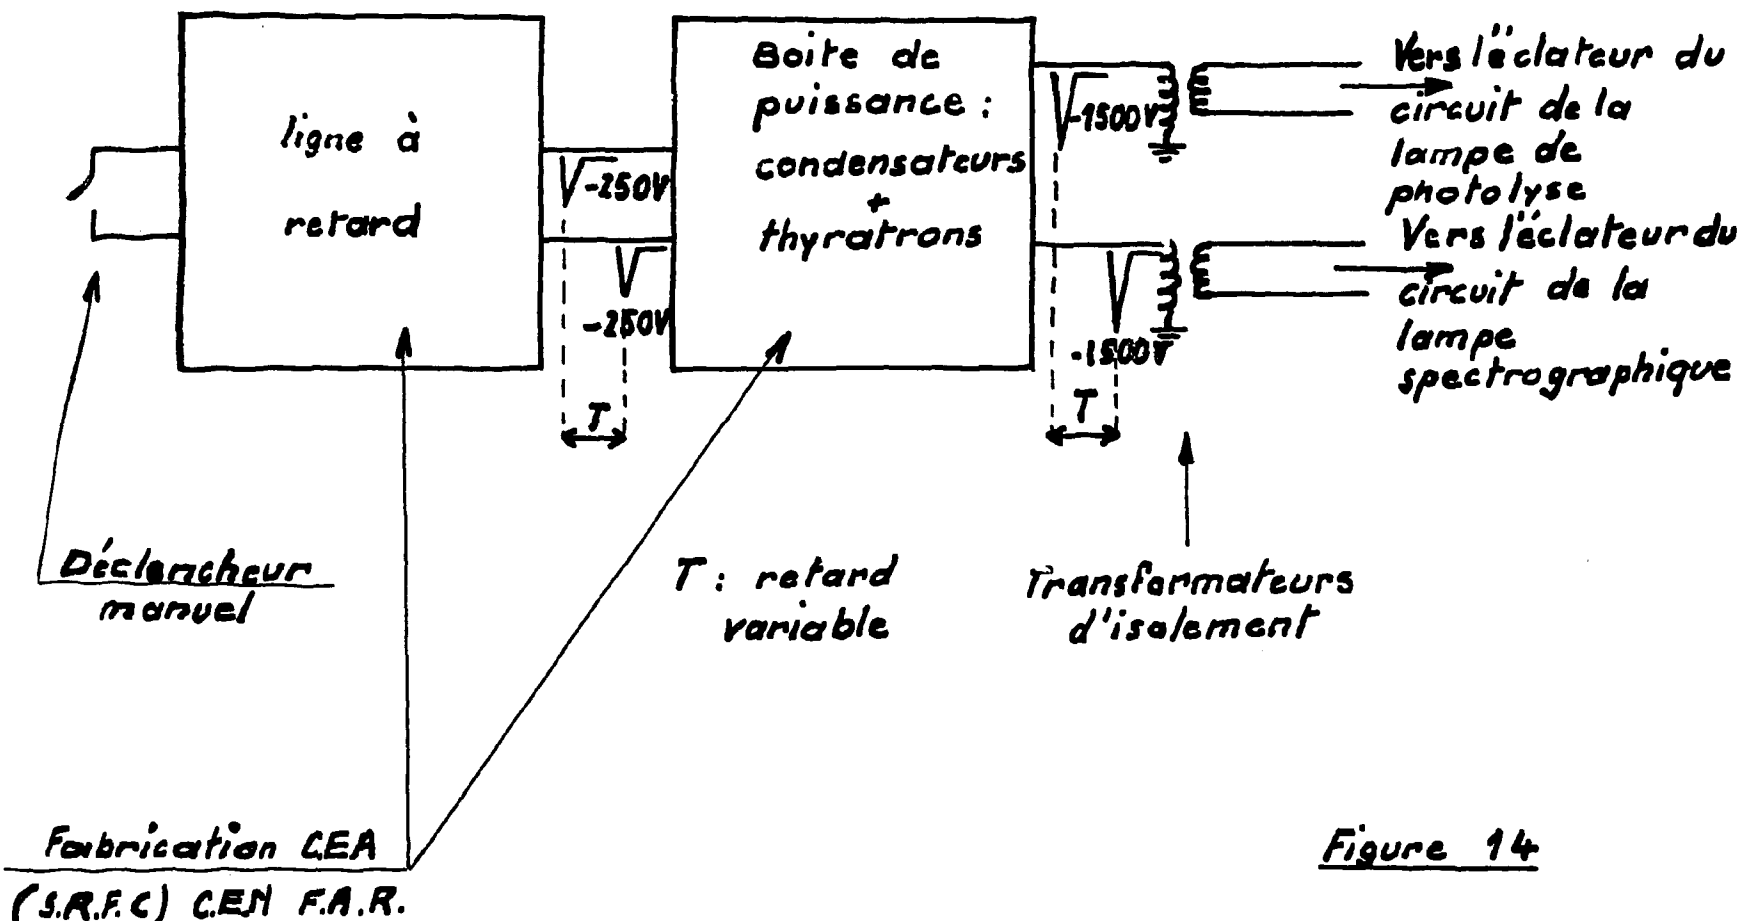 ligne à
retard
-250V
-250V
T
Boite de
puissance :
condensateurs
+
thyratrons
-1500V
-1500V
T
Vers l'éclateur du
circuit de la
lampe de
photolyse
Vers l'éclateur du
circuit de la
lampe
spectrographique
Déclencheur
manuel
T : retard
variable
Transformateurs
d'isolement
Fabrication C.E.A
(S.R.F.C) C.E.N F.A.R.
Figure 14